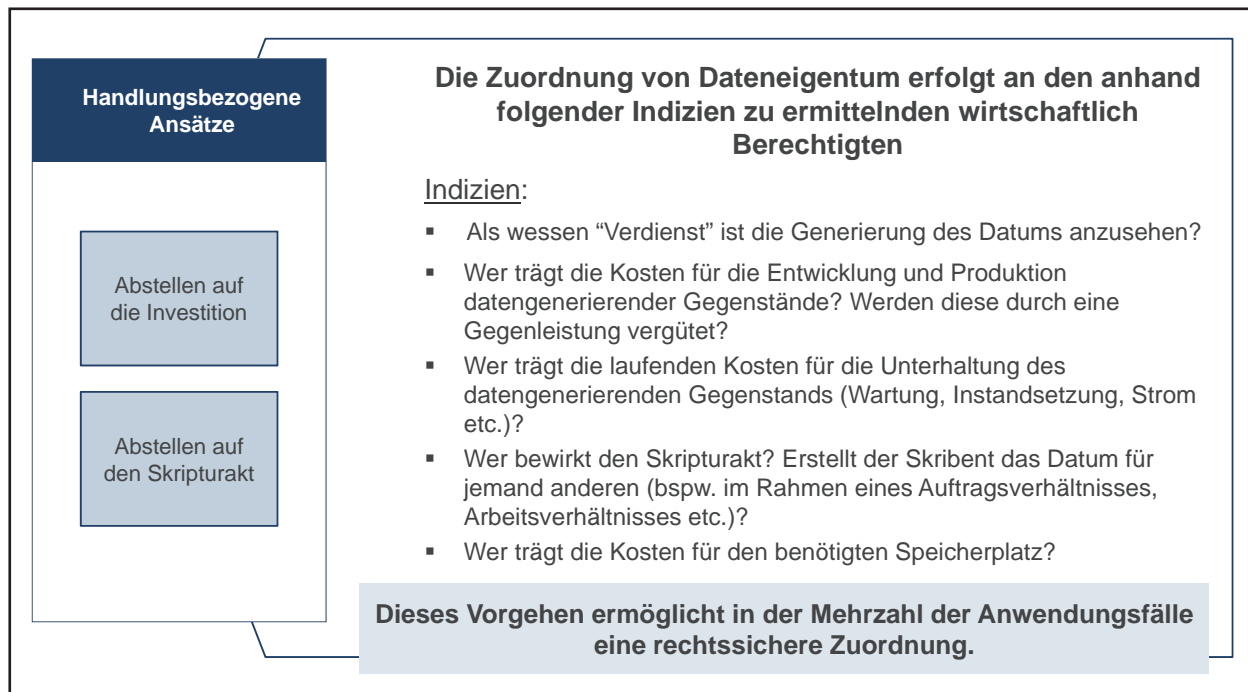 Handlungsbezogene
Ansätze
Abstellen auf
die Investition
Abstellen auf
den Skripturakt
Die Zuordnung von Dateneigentum erfolgt an den anhand
folgender Indizien zu ermittelnden wirtschaftlich
Berechtigten
Indizien:
▪ Als wessen “Verdienst” ist die Generierung des Datums anzusehen?
▪ Wer trägt die Kosten für die Entwicklung und Produktion
datengenerierender Gegenstände? Werden diese durch eine
Gegenleistung vergütet?
▪ Wer trägt die laufenden Kosten für die Unterhaltung des
datengenerierenden Gegenstands (Wartung, Instandsetzung, Strom
etc.)?
▪ Wer bewirkt den Skripturakt? Erstellt der Skribent das Datum für
jemand anderen (bspw. im Rahmen eines Auftragsverhältnisses,
Arbeitsverhältnisses etc.)?
▪ Wer trägt die Kosten für den benötigten Speicherplatz?
Dieses Vorgehen ermöglicht in der Mehrzahl der Anwendungsfälle
eine rechtssichere Zuordnung.